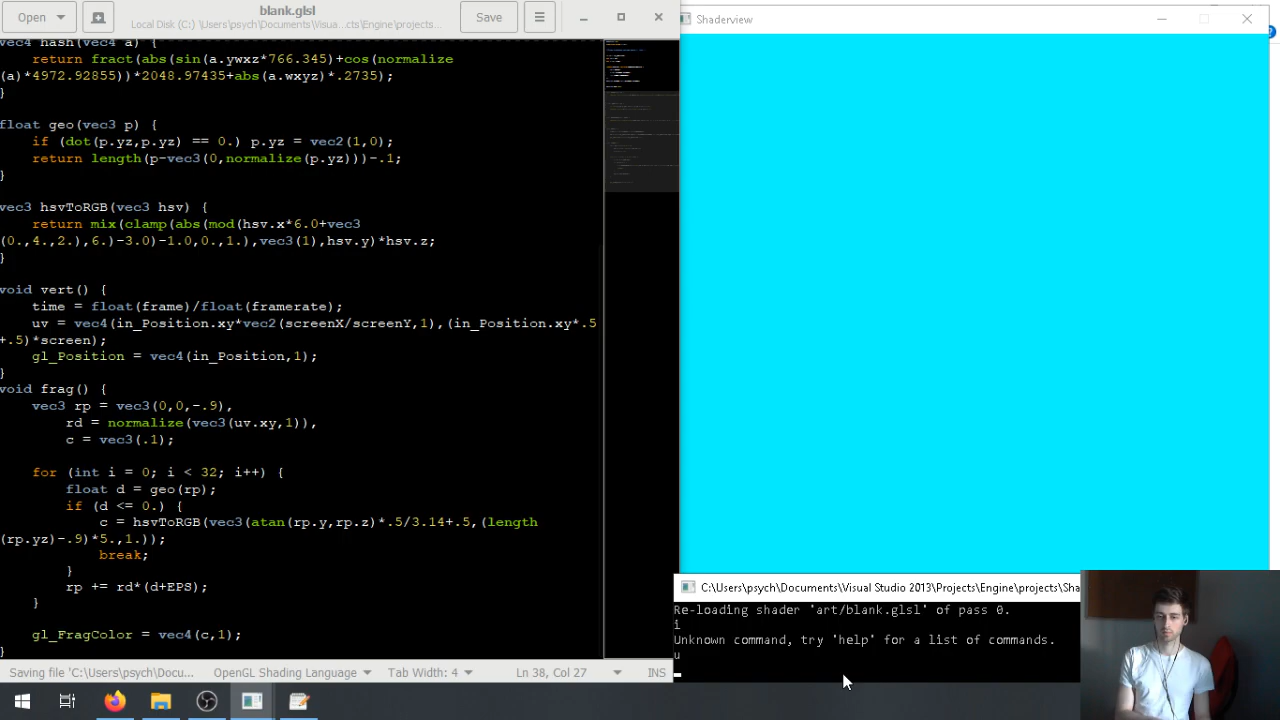 Open
blank.glsl
Local Disk (C:) \Users\psych\Documents\Visua...cts\Engine\projects...
Save
Shaderview
vec4 hash(vec4 a) {
return fract(abs(sin(a.ywxz*766.345)+cos(normalize
(a)*4972.92855))*2048.97435+abs(a.wxyz)*.2735);
}
float geo(vec3 p) {
if (dot(p.yz,p.yz) == 0.) p.yz = vec2(1,0);
return length(p-vec3(0,normalize(p.yz)))-.1;
}
vec3 hsvToRGB(vec3 hsv) {
return mix(clamp(abs(mod(hsv.x*6.0+vec3
(0.,4.,2.),6.)-3.0)-1.0,0.,1.),vec3(1),hsv.y)*hsv.z;
}
void vert() {
time = float(frame)/float(framerate);
uv = vec4(in_Position.xy*vec2(screenX/screenY,1),(in_Position.xy*.5
+.5)*screen);
gl_Position = vec4(in_Position,1);
}
void frag() {
vec3 rp = vec3(0,0,-.9),
rd = normalize(vec3(uv.xy,1)),
c = vec3(.1);
for (int i = 0; i < 32; i++) {
float d = geo(rp);
if (d <= 0.) {
c = hsvToRGB(vec3(atan(rp.y,rp.z)*.5/3.14+.5,(length
(rp.yz)-.9)*5.,1.));
break;
}
rp += rd*(d+EPS);
}
gl_FragColor = vec4(c,1);
}
C:\Users\psych\Documents\Visual Studio 2013\Projects\Engine\projects\Sha
Re-loading shader 'art/blank.glsl' of pass 0.
i
Unknown command, try 'help' for a list of commands.
u
Saving file 'C:\Users\psych\Docu...
OpenGL Shading Language
Tab Width: 4
Ln 38, Col 27
INS